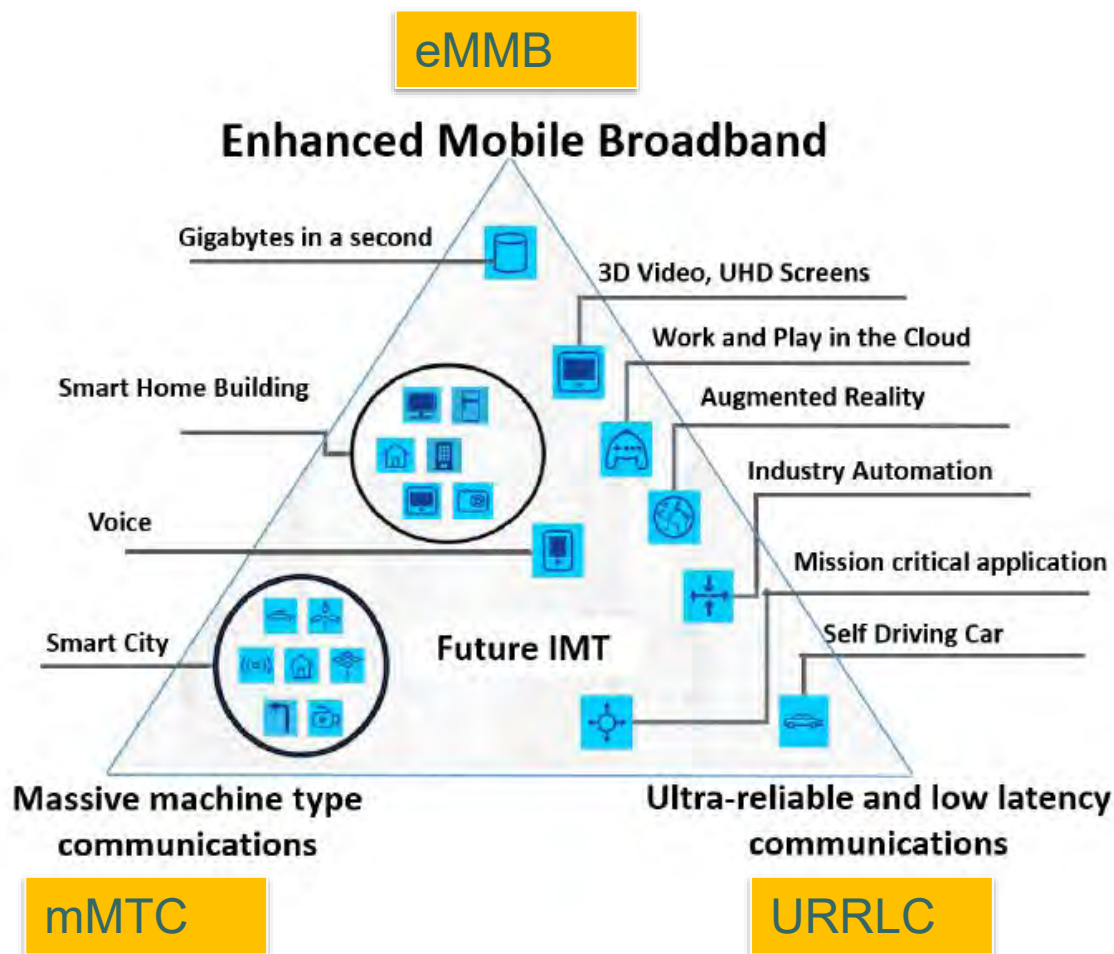 eMMB
Enhanced Mobile Broadband
Gigabytes in a second
3D Video, UHD Screens
Work and Play in the Cloud
Smart Home Building
Augmented Reality
Industry Automation
Voice
Mission critical application
Smart City
Future IMT
Self Driving Car
Massive machine type
communications
Ultra-reliable and low latency
communications
mMTC
URRLC